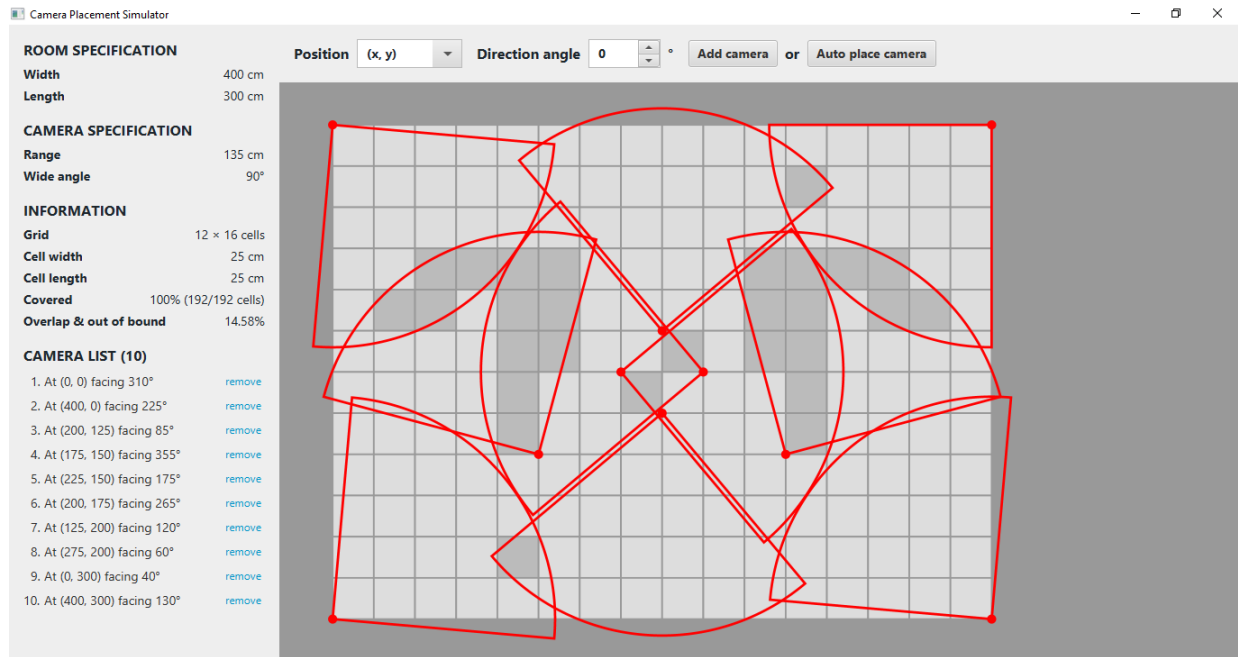 Camera Placement Simulator
ROOM SPECIFICATION
Width 400 cm
Length 300 cm
CAMERA SPECIFICATION
Range 135 cm
Wide angle 90°
INFORMATION
Grid 12 × 16 cells
Cell width 25 cm
Cell length 25 cm
Covered 100% (192/192 cells)
Overlap & out of bound 14.58%
CAMERA LIST (10)
1. At (0, 0) facing 310° remove
2. At (400, 0) facing 225° remove
3. At (200, 125) facing 85° remove
4. At (175, 150) facing 355° remove
5. At (225, 150) facing 175° remove
6. At (200, 175) facing 265° remove
7. At (125, 200) facing 120° remove
8. At (275, 200) facing 60° remove
9. At (0, 300) facing 40° remove
10. At (400, 300) facing 130° remove
Position (x, y) Direction angle 0 ° Add camera or Auto place camera